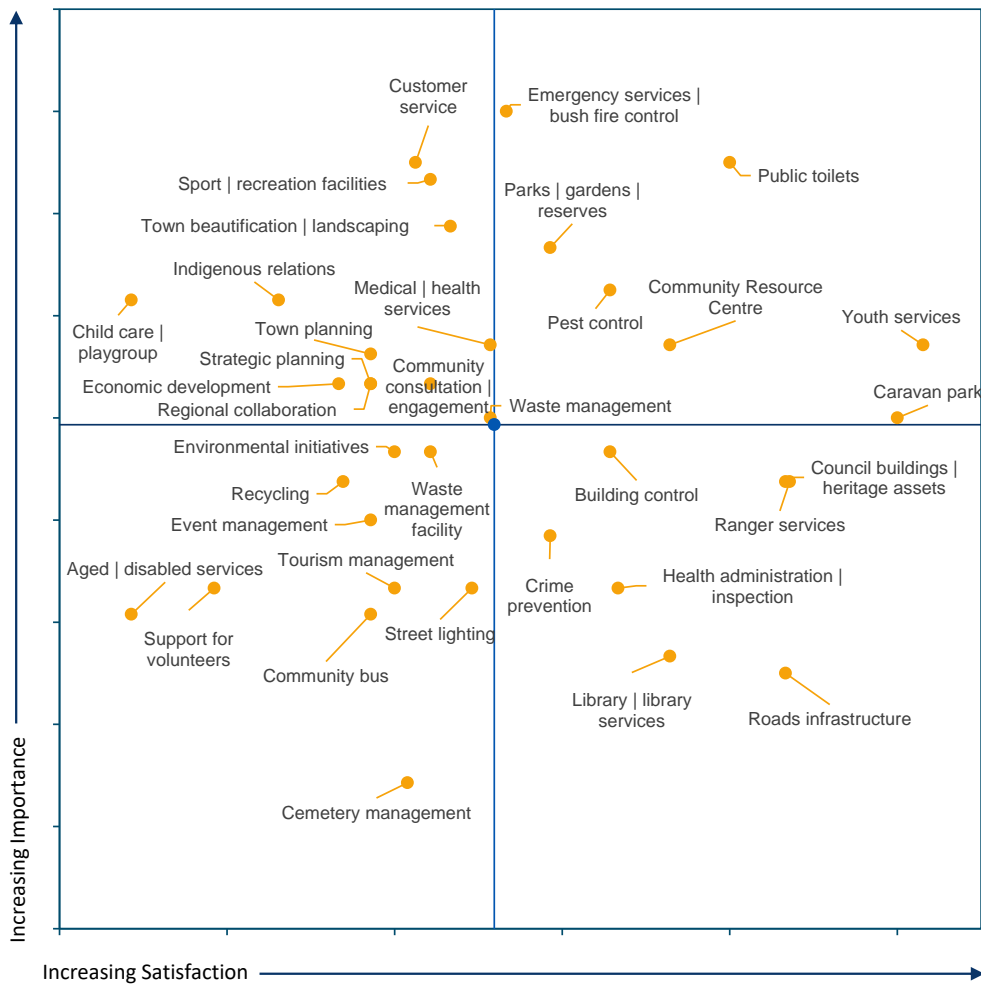 Customer
service
Emergency services |
bush fire control
Sport | recreation facilities
Public toilets
Parks | gardens |
reserves
Town beautification | landscaping
Indigenous relations
Medical | health
services
Community Resource
Centre
Child care |
playgroup
Town planning
Pest control
Youth services
Strategic planning
Community
consultation |
engagement
Economic development
Regional collaboration
Waste management
Caravan park
Environmental initiatives
Recycling
Waste
management
facility
Building control
Council buildings |
heritage assets
Event management
Ranger services
Aged | disabled services
Tourism management
Crime
prevention
Health administration |
inspection
Support for
volunteers
Street lighting
Community bus
Library | library
services
Roads infrastructure
Cemetery management
Increasing Importance
Increasing Satisfaction